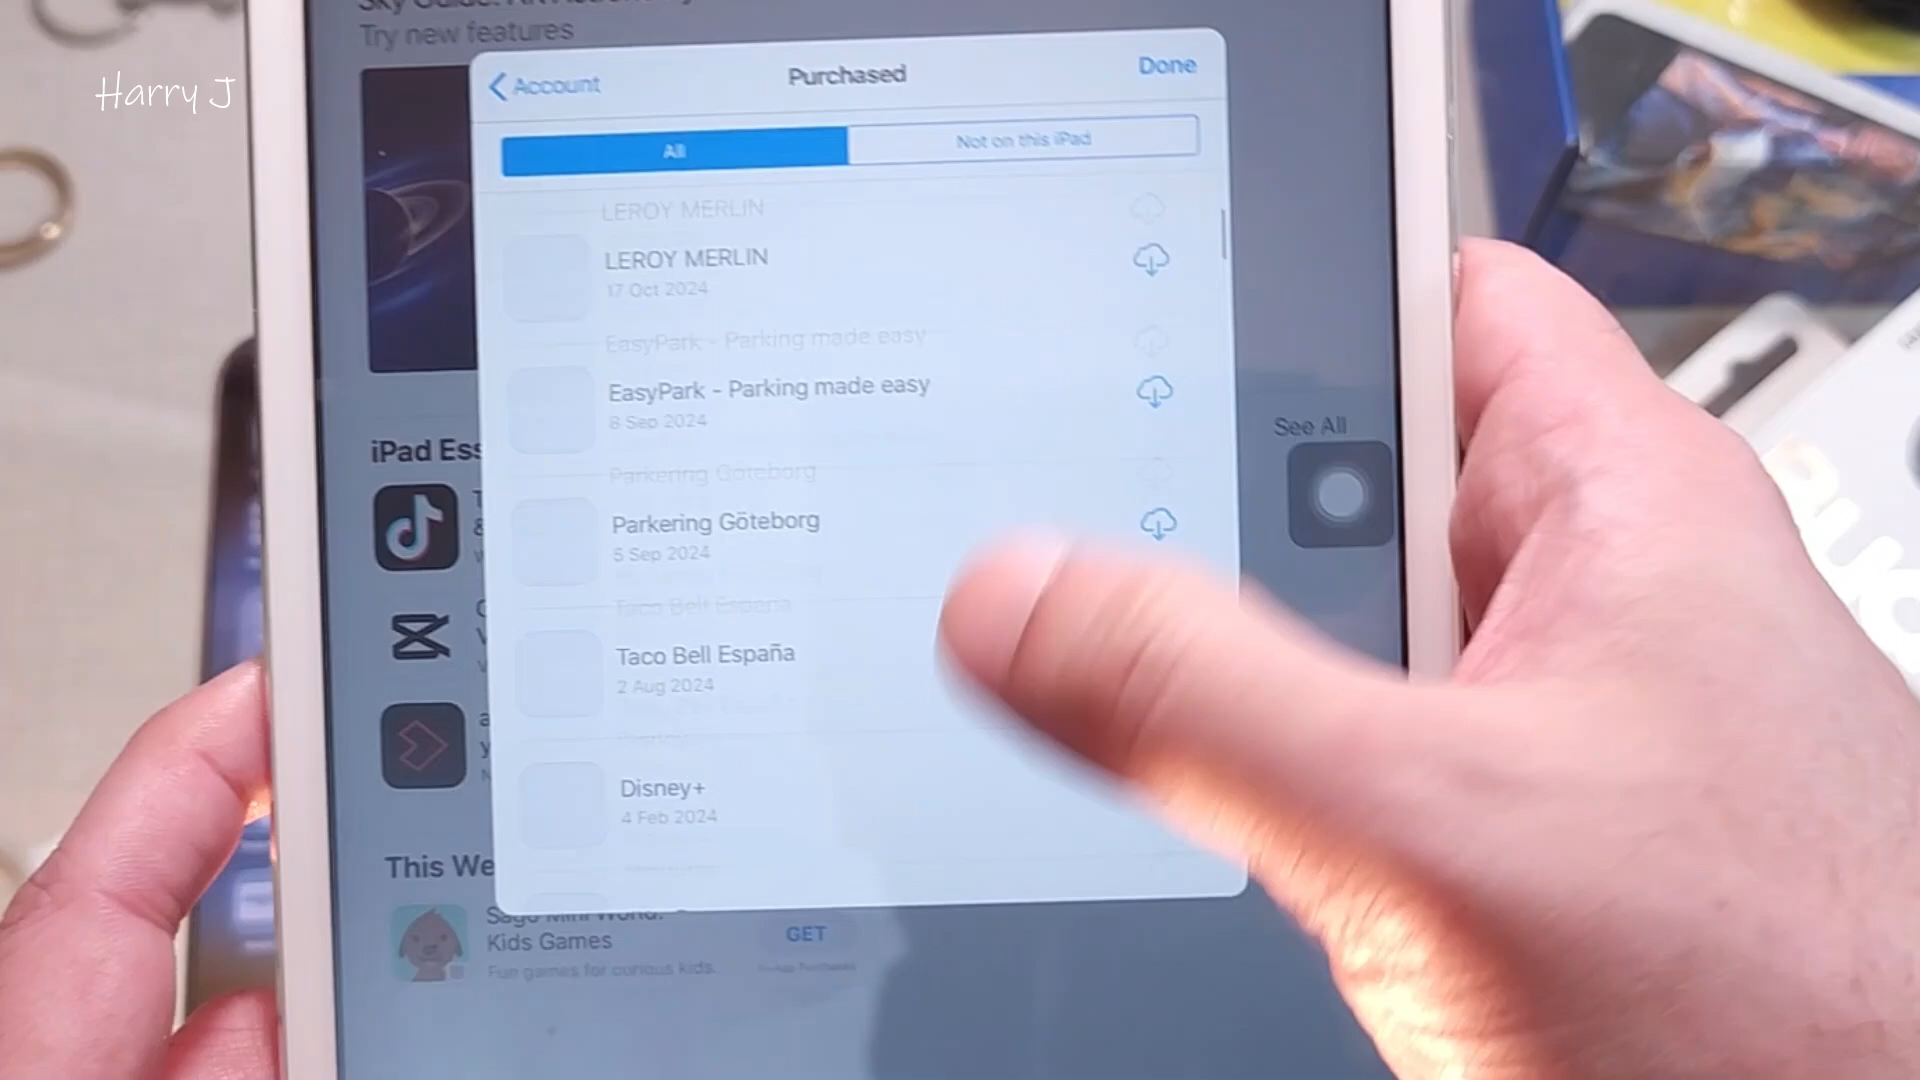 Harry J
Try new features
Account
Purchased
Done
All
Not on this iPad
LEROY MERLIN
LEROY MERLIN
17 Oct 2024
EasyPark - Parking made easy
EasyPark - Parking made easy
8 Sep 2024
Parkering Göteborg
Parkering Göteborg
5 Sep 2024
Taco Bell España
Taco Bell España
2 Aug 2024
Disney+
4 Feb 2024
See All
iPad Ess
This We
Kids Games
Fun games for curious kids.
GET
In-App Purchases